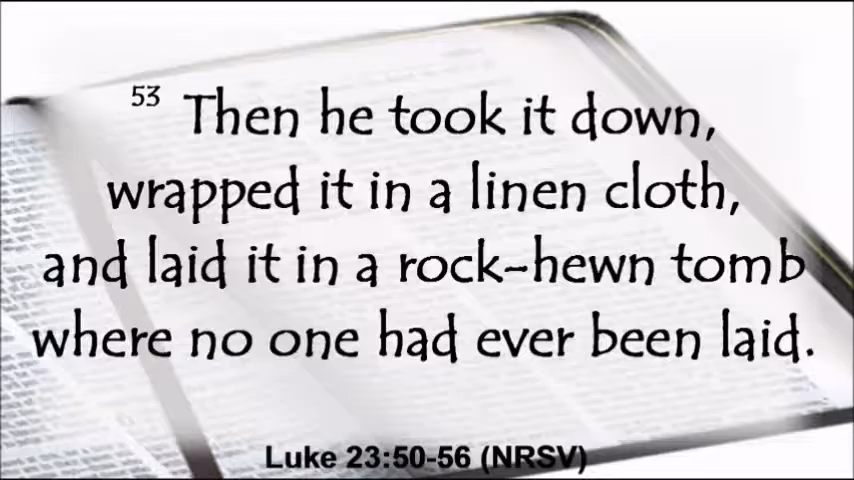 53 Then he took it down,
wrapped it in a linen cloth,
and laid it in a rock-hewn tomb
where no one had ever been laid.
Luke 23:50-56 (NRSV)